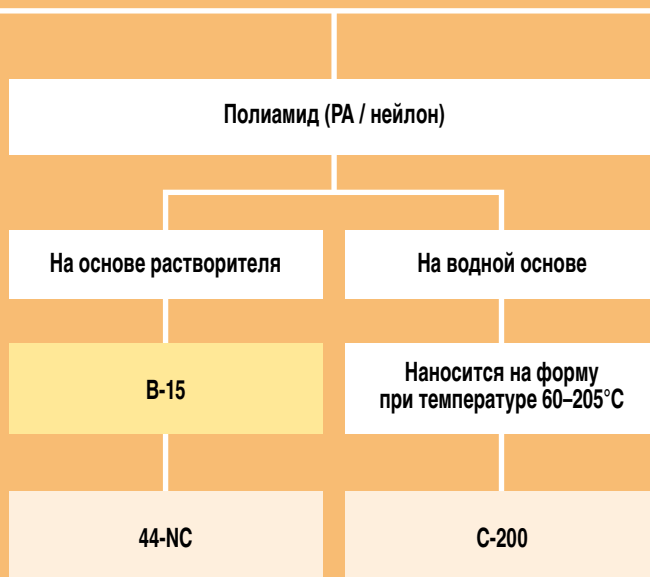 Полиамид (PA / нейлон)
На основе растворителя
На водной основе
B-15
Наносится на форму
при температуре 60–205°C
44-NC
C-200